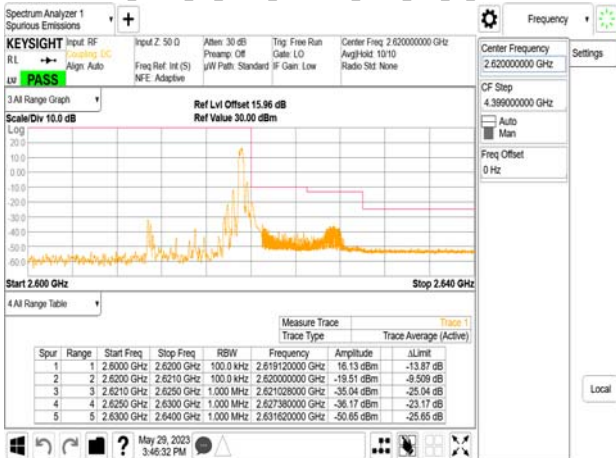 Spectrum Analyzer 1
Spurious Emissions
Frequency
KEYSIGHT
RL
LV
PASS
Input: RF
Coupling: DC
Align: Auto
Input Z: 50 Ω
Freq Ref: Int (S)
NFE: Adaptive
Atten: 30 dB
Preamp: Off
µW Path: Standard
Trig: Free Run
Gate: LO
IF Gain: Low
Center Freq: 2.620000000 GHz
Avg|Hold: 10/10
Radio Std: None
Center Frequency
2.620000000 GHz
Settings
CF Step
4.399000000 GHz
Auto
Man
Freq Offset
0 Hz
Local
3 All Range Graph
Scale/Div 10.0 dB
Ref Lvl Offset 15.96 dB
Ref Value 30.00 dBm
Log
20.0
10.0
0.00
-10.0
-20.0
-30.0
-40.0
-50.0
-60.0
Start 2.600 GHz
Stop 2.640 GHz
4 All Range Table
Measure Trace Trace 1
Trace Type Trace Average (Active)
Spur Range Start Freq Stop Freq RBW Frequency Amplitude ΔLimit
1 1 2.6000 GHz 2.6200 GHz 100.0 kHz 2.619120000 GHz 16.13 dBm -13.87 dB
2 2 2.6200 GHz 2.6210 GHz 100.0 kHz 2.620000000 GHz -19.51 dBm -9.509 dB
3 3 2.6210 GHz 2.6250 GHz 1.000 MHz 2.621028000 GHz -35.04 dBm -25.04 dB
4 4 2.6250 GHz 2.6300 GHz 1.000 MHz 2.627380000 GHz -36.17 dBm -23.17 dB
5 5 2.6300 GHz 2.6400 GHz 1.000 MHz 2.631620000 GHz -50.65 dBm -25.65 dB
May 29, 2023
3:46:32 PM